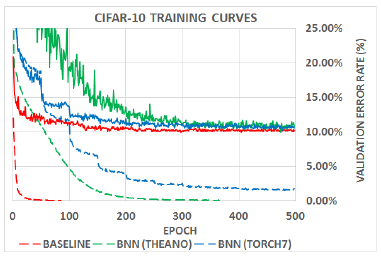 CIFAR-10 TRAINING CURVES
25.00%
20.00%
15.00%
10.00%
5.00%
0.00%
VALIDATION ERROR RATE (%)
0 100 200 300 400 500
EPOCH
BASELINE BNN (THEANO) BNN (TORCH7)